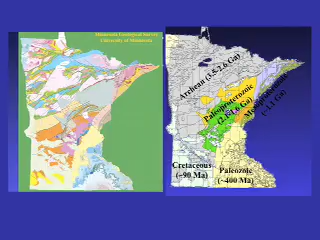 Minnesota Geological Survey
University of Minnesota
Archean (3.5-2.6 Ga)
Paleoproterozoic
(2.1-1.6 Ga)
Mesoproterozoic
(~1.1 Ga)
Cretaceous
(~90 Ma)
Paleozoic
(~400 Ma)